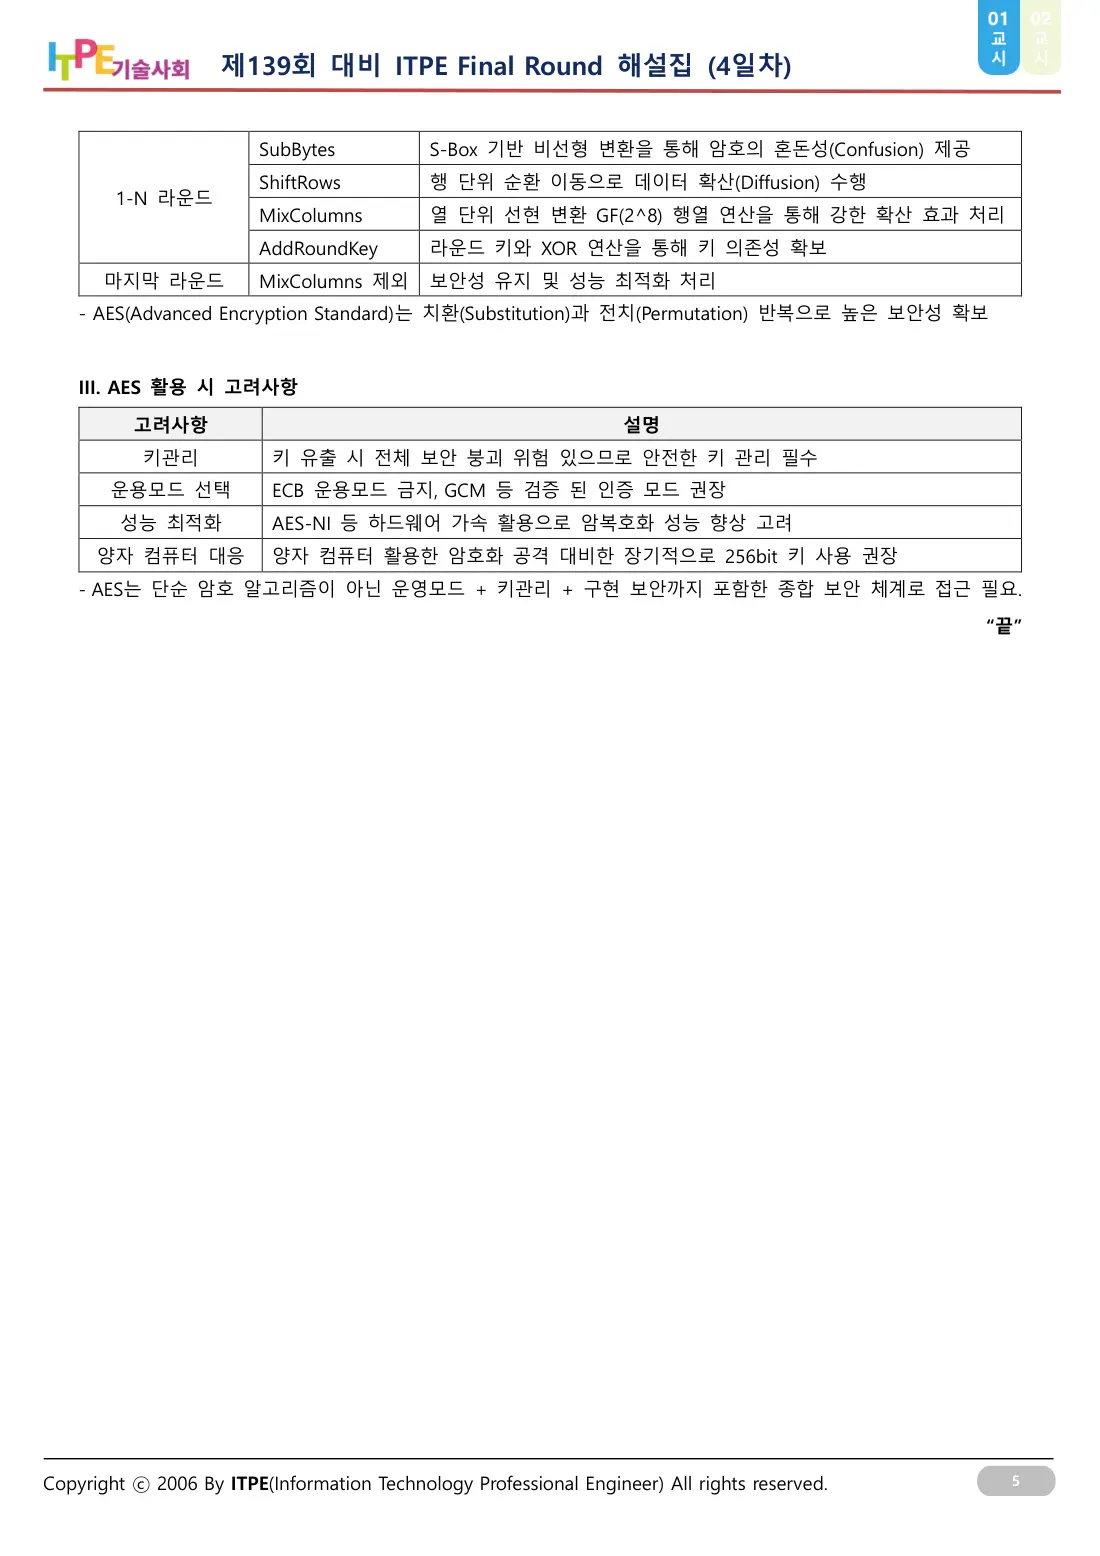 ITPE기술사회 제139회 대비 ITPE Final Round 해설집 (4일차)
01 교시
02 교시
1-N 라운드 SubBytes S-Box 기반 비선형 변환을 통해 암호의 혼돈성(Confusion) 제공
ShiftRows 행 단위 순환 이동으로 데이터 확산(Diffusion) 수행
MixColumns 열 단위 선현 변환 GF(2^8) 행열 연산을 통해 강한 확산 효과 처리
AddRoundKey 라운드 키와 XOR 연산을 통해 키 의존성 확보
마지막 라운드 MixColumns 제외 보안성 유지 및 성능 최적화 처리
- AES(Advanced Encryption Standard)는 치환(Substitution)과 전치(Permutation) 반복으로 높은 보안성 확보
III. AES 활용 시 고려사항
고려사항 설명
키관리 키 유출 시 전체 보안 붕괴 위험 있으므로 안전한 키 관리 필수
운용모드 선택 ECB 운용모드 금지, GCM 등 검증 된 인증 모드 권장
성능 최적화 AES-NI 등 하드웨어 가속 활용으로 암복호화 성능 향상 고려
양자 컴퓨터 대응 양자 컴퓨터 활용한 암호화 공격 대비한 장기적으로 256bit 키 사용 권장
- AES는 단순 암호 알고리즘이 아닌 운영모드 + 키관리 + 구현 보안까지 포함한 종합 보안 체계로 접근 필요.
“끝”
Copyright ⓒ 2006 By ITPE(Information Technology Professional Engineer) All rights reserved.
5